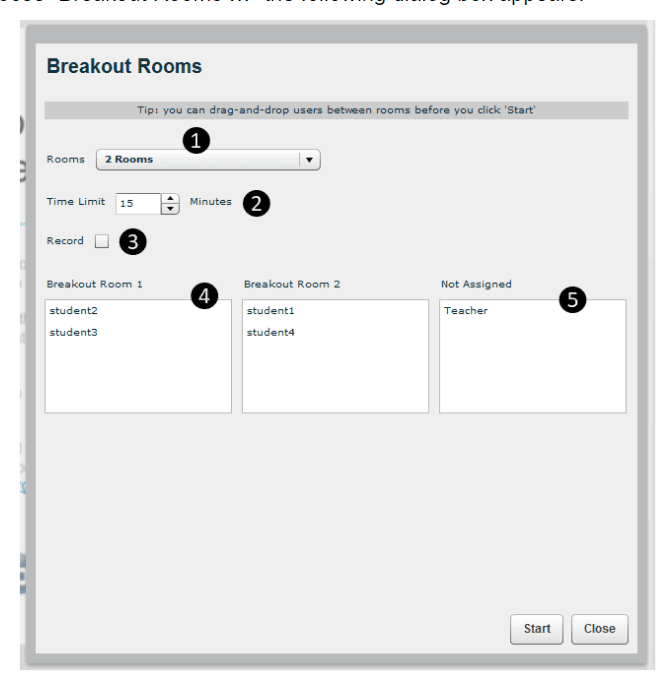 Breakout Rooms ... the following dialog box appears:
Breakout Rooms
Tip: you can drag-and-drop users between rooms before you click 'Start'
1
Rooms 2 Rooms
Time Limit 15 Minutes 2
Record 3
Breakout Room 1 4 Breakout Room 2 Not Assigned 5
student2 student1 Teacher
student3 student4
Start Close